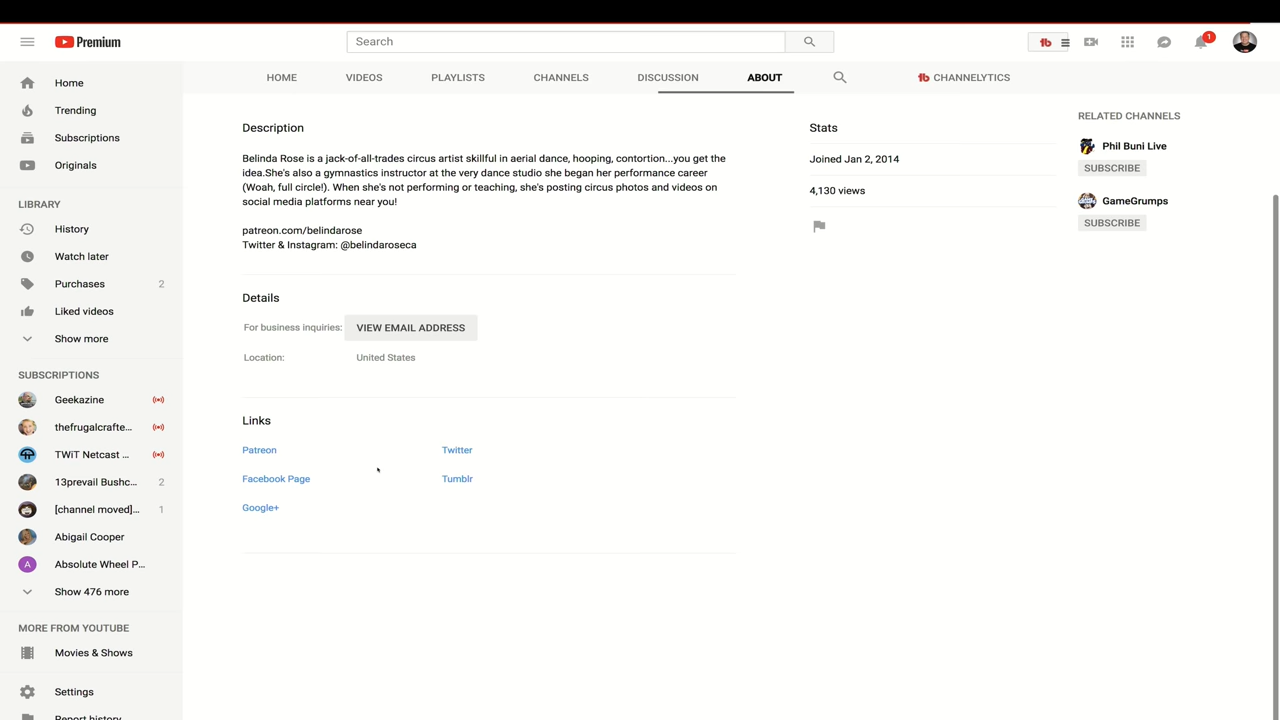 Premium
Search
1
Home
Trending
Subscriptions
Originals
LIBRARY
History
Watch later
Purchases 2
Liked videos
Show more
SUBSCRIPTIONS
Geekazine
thefrugalcrafte...
TWiT Netcast ...
13prevail Bushc... 2
[channel moved]... 1
Abigail Cooper
A Absolute Wheel P...
Show 476 more
MORE FROM YOUTUBE
Movies & Shows
Settings
Report history
HOME VIDEOS PLAYLISTS CHANNELS DISCUSSION ABOUT CHANNELYTICS
Description
Belinda Rose is a jack-of-all-trades circus artist skillful in aerial dance, hooping, contortion...you get the
idea.She's also a gymnastics instructor at the very dance studio she began her performance career
(Woah, full circle!). When she's not performing or teaching, she's posting circus photos and videos on
social media platforms near you!
patreon.com/belindarose
Twitter & Instagram: @belindaroseca
Details
For business inquiries: VIEW EMAIL ADDRESS
Location: United States
Links
Patreon Twitter
Facebook Page Tumblr
Google+
Stats
Joined Jan 2, 2014
4,130 views
RELATED CHANNELS
Phil Buni Live
SUBSCRIBE
GameGrumps
SUBSCRIBE